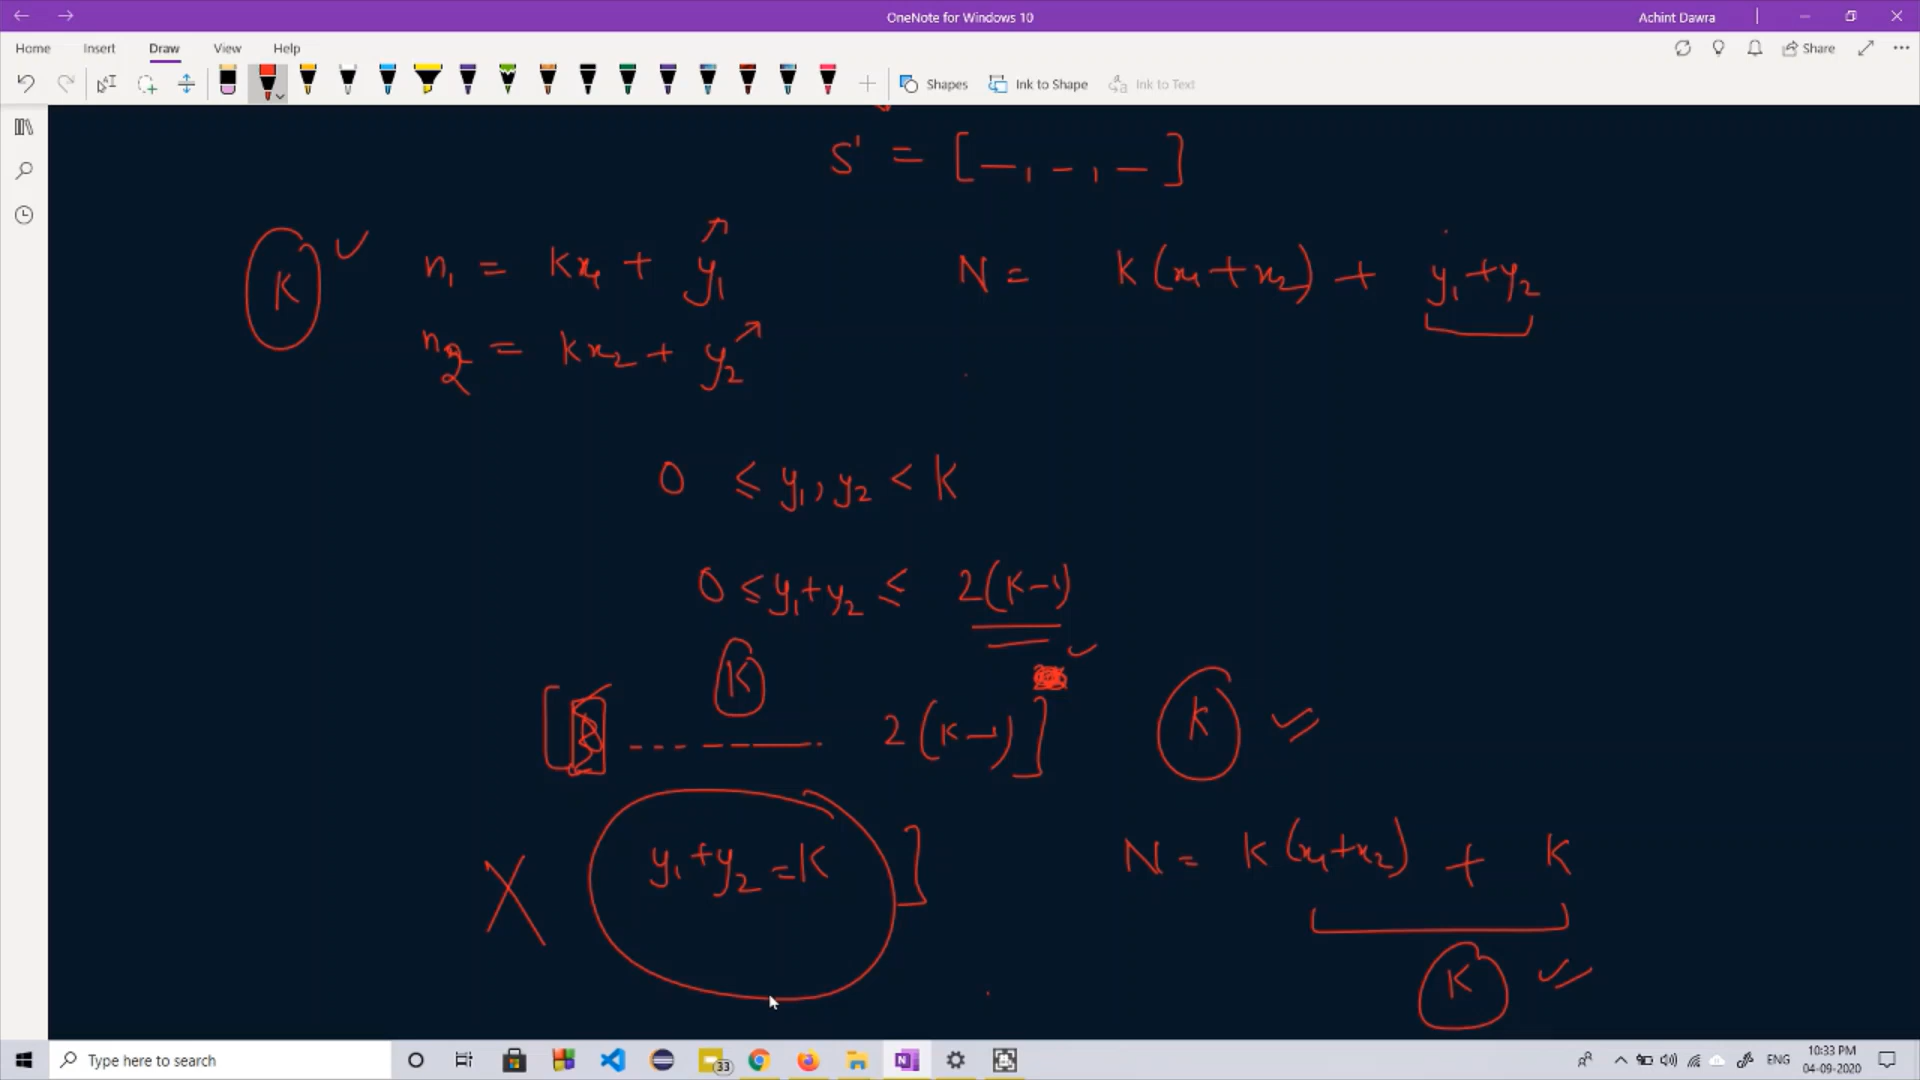 OneNote for Windows 10
Achint Dawra
Home Insert Draw View Help
Share
Shapes Ink to Shape Ink to Text
S' = [ _ , _ , _ ]
K
n₁ = Kx₁ + y₁
N = K(x₁+x₂) + y₁+y₂
n₂ = Kx₂ + y₂
0 ≤ y₁, y₂ < K
0 ≤ y₁+y₂ ≤ 2(K-1)
K
[ -------- 2(K-1)]
K
X y₁+y₂=K ]
N = K(x₁+x₂) + K
K
Type here to search
33
ENG
10:33 PM
04-09-2020